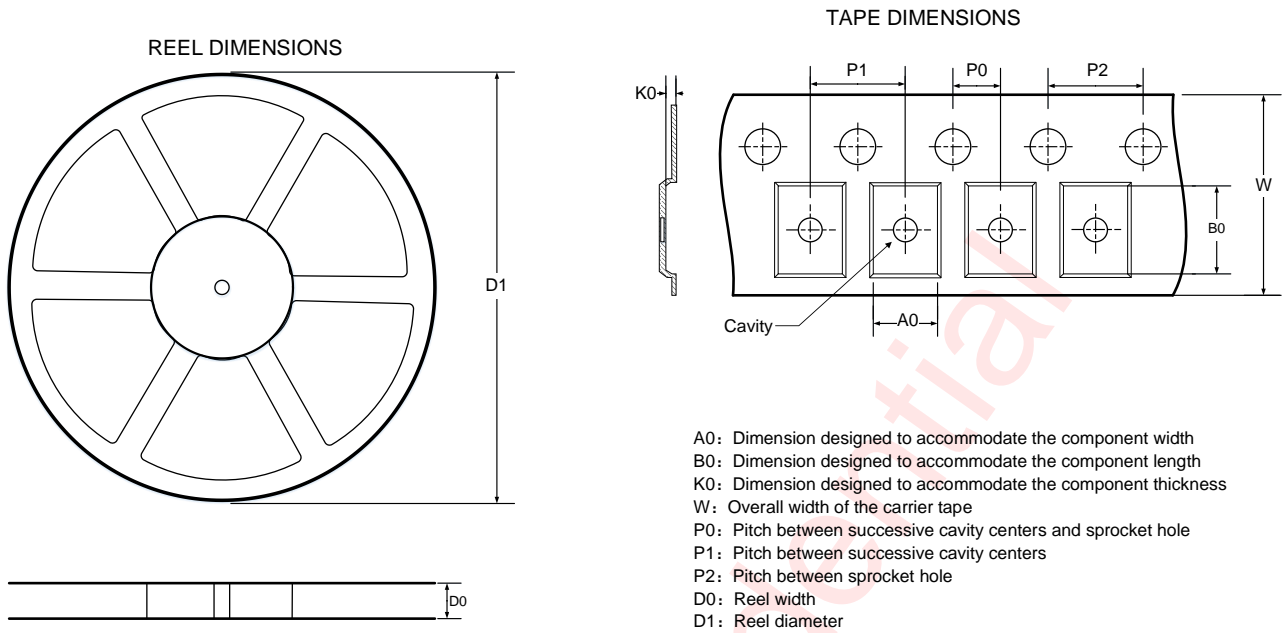 TAPE DIMENSIONS
REEL DIMENSIONS
P1
P0
P2
K0
W
B0
D1
Cavity
A0
A0：Dimension designed to accommodate the component width
B0：Dimension designed to accommodate the component length
K0：Dimension designed to accommodate the component thickness
W：Overall width of the carrier tape
P0：Pitch between successive cavity centers and sprocket hole
P1：Pitch between successive cavity centers
P2：Pitch between sprocket hole
D0：Reel width
D1：Reel diameter
D0
dential